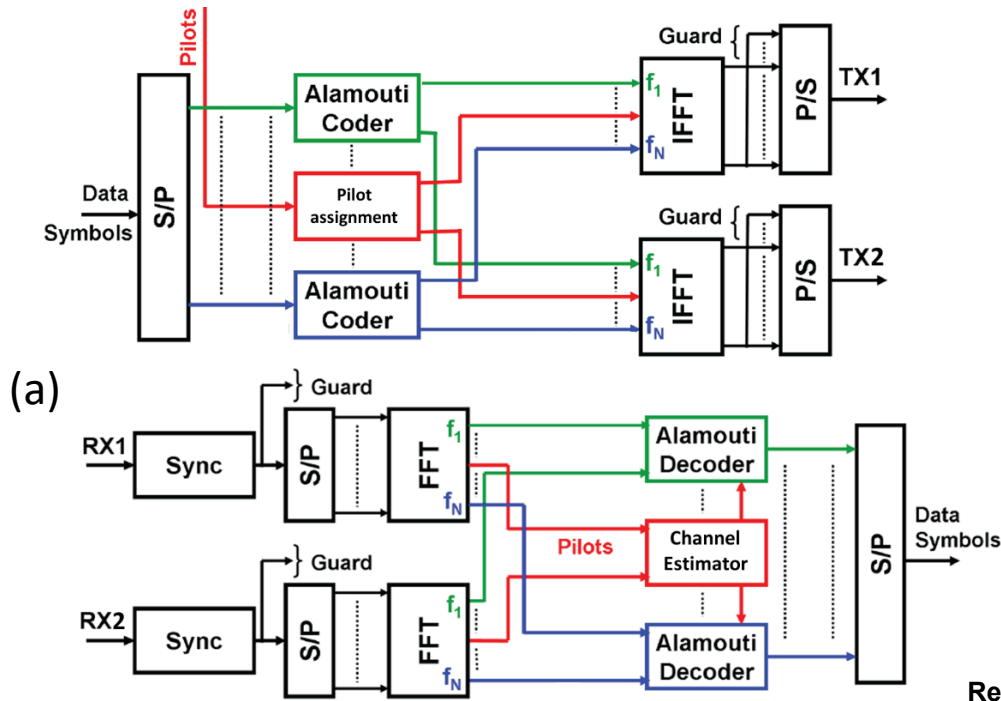 Pilots
Guard {
TX1
Alamouti
Coder
f1
IFFT
fN
P/S
S/P
Data
Symbols
Pilot
assignment
Guard {
TX2
Alamouti
Coder
f1
IFFT
fN
P/S
(a)
} Guard
RX1
Sync
S/P
FFT
f1
fN
Alamouti
Decoder
Pilots
Channel
Estimator
S/P
Data
Symbols
} Guard
RX2
Sync
S/P
FFT
f1
fN
Alamouti
Decoder
Re